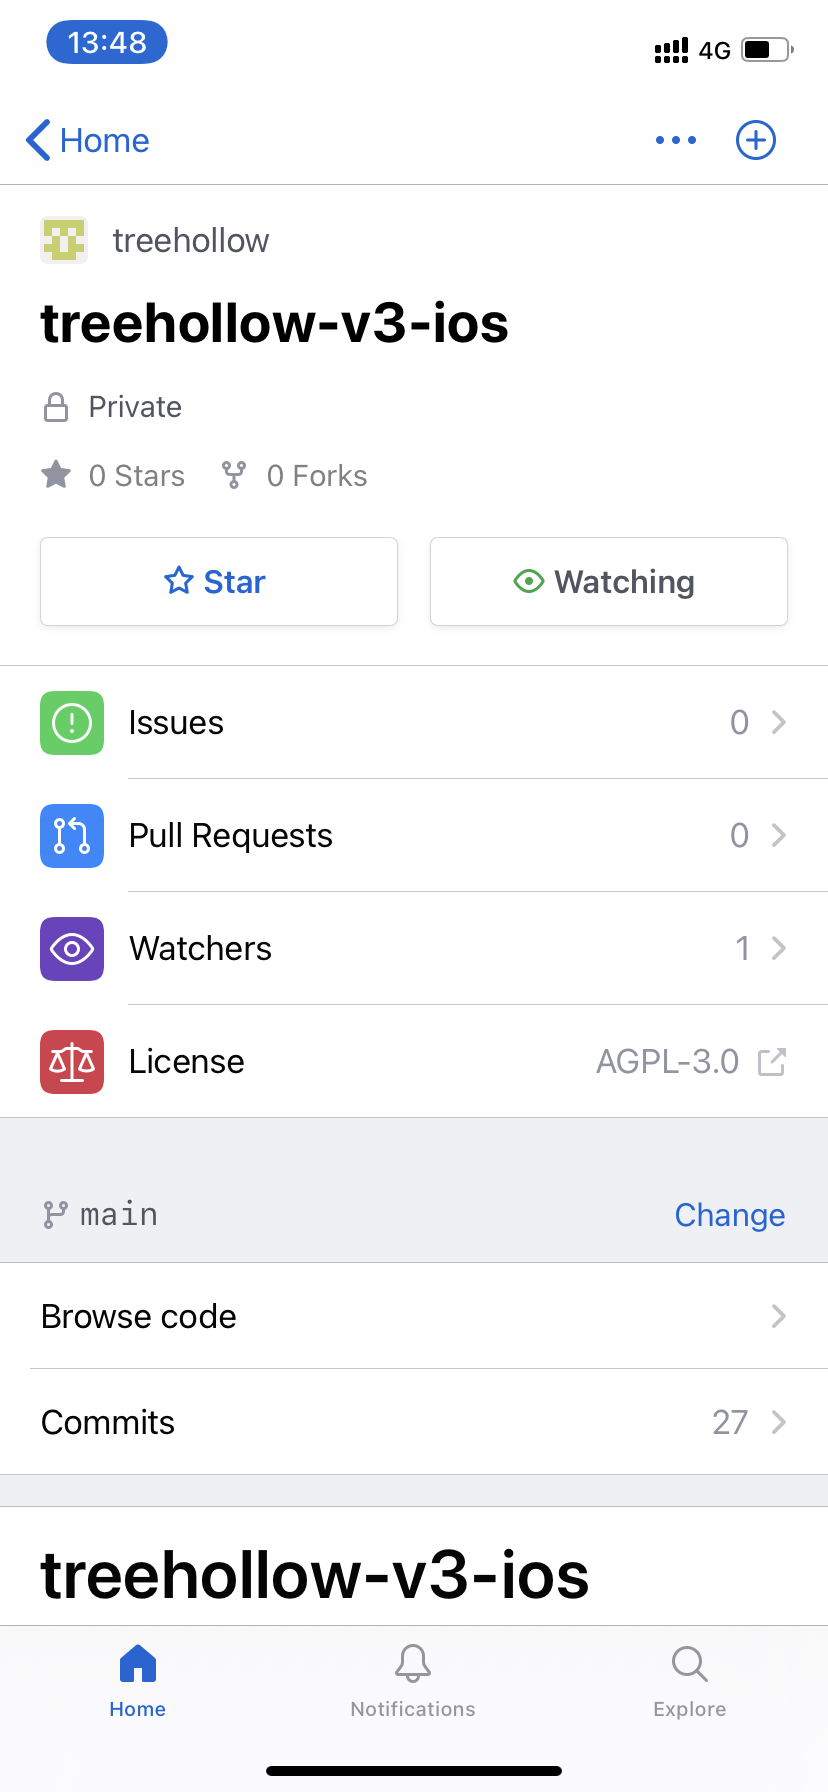 13:48
4G
Home
treehollow
treehollow-v3-ios
Private
0 Stars 0 Forks
Star
Watching
Issues 0
Pull Requests 0
Watchers 1
License AGPL-3.0
main Change
Browse code
Commits 27
treehollow-v3-ios
Home Notifications Explore